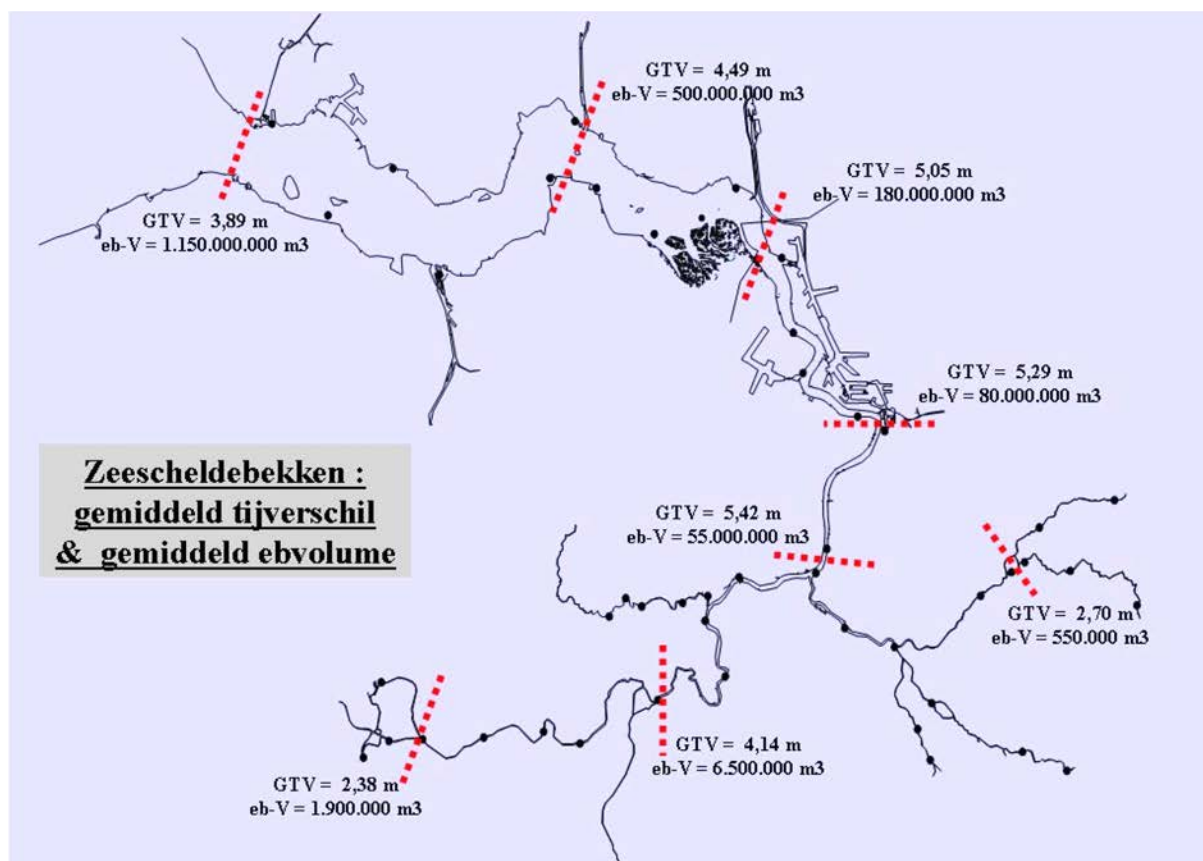 GTV = 4,49 m
eb-V = 500.000.000 m3
GTV = 5,05 m
eb-V = 180.000.000 m3
GTV = 3,89 m
eb-V = 1.150.000.000 m3
GTV = 5,29 m
eb-V = 80.000.000 m3
Zeescheldebekken :
gemiddeld tijverschil
& gemiddeld ebvolume
GTV = 5,42 m
eb-V = 55.000.000 m3
GTV = 2,70 m
eb-V = 550.000 m3
GTV = 4,14 m
eb-V = 6.500.000 m3
GTV = 2,38 m
eb-V = 1.900.000 m3